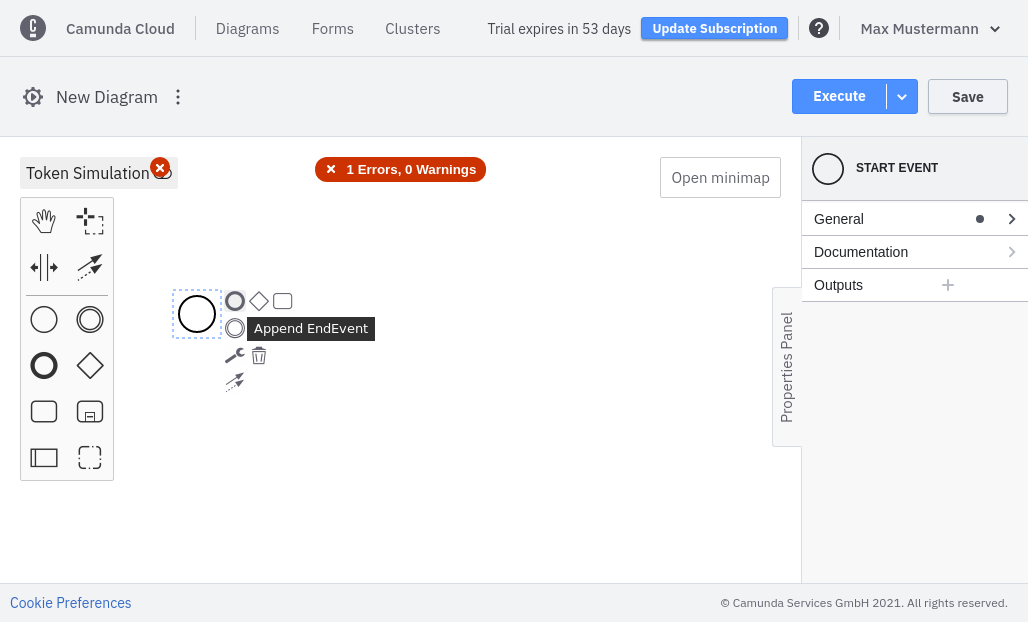 Camunda Cloud
Diagrams
Forms
Clusters
Trial expires in 53 days
Update Subscription
Max Mustermann
New Diagram
Execute
Save
Token Simulation
1 Errors, 0 Warnings
Open minimap
START EVENT
General
Documentation
Outputs
Append EndEvent
Properties Panel
Cookie Preferences
© Camunda Services GmbH 2021. All rights reserved.